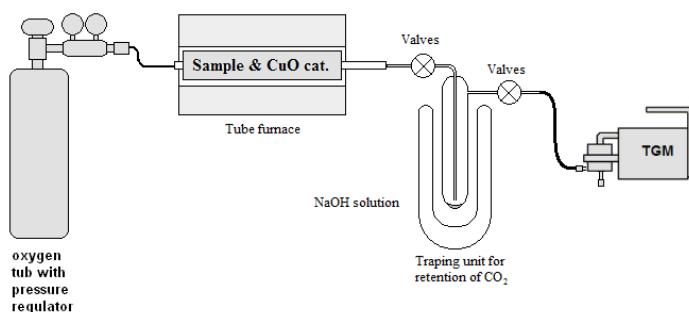 Valves
Sample & CuO cat.
Valves
Tube furnace
TGM
NaOH solution
oxygen
tub with
pressure
regulator
Traping unit for
retention of CO₂